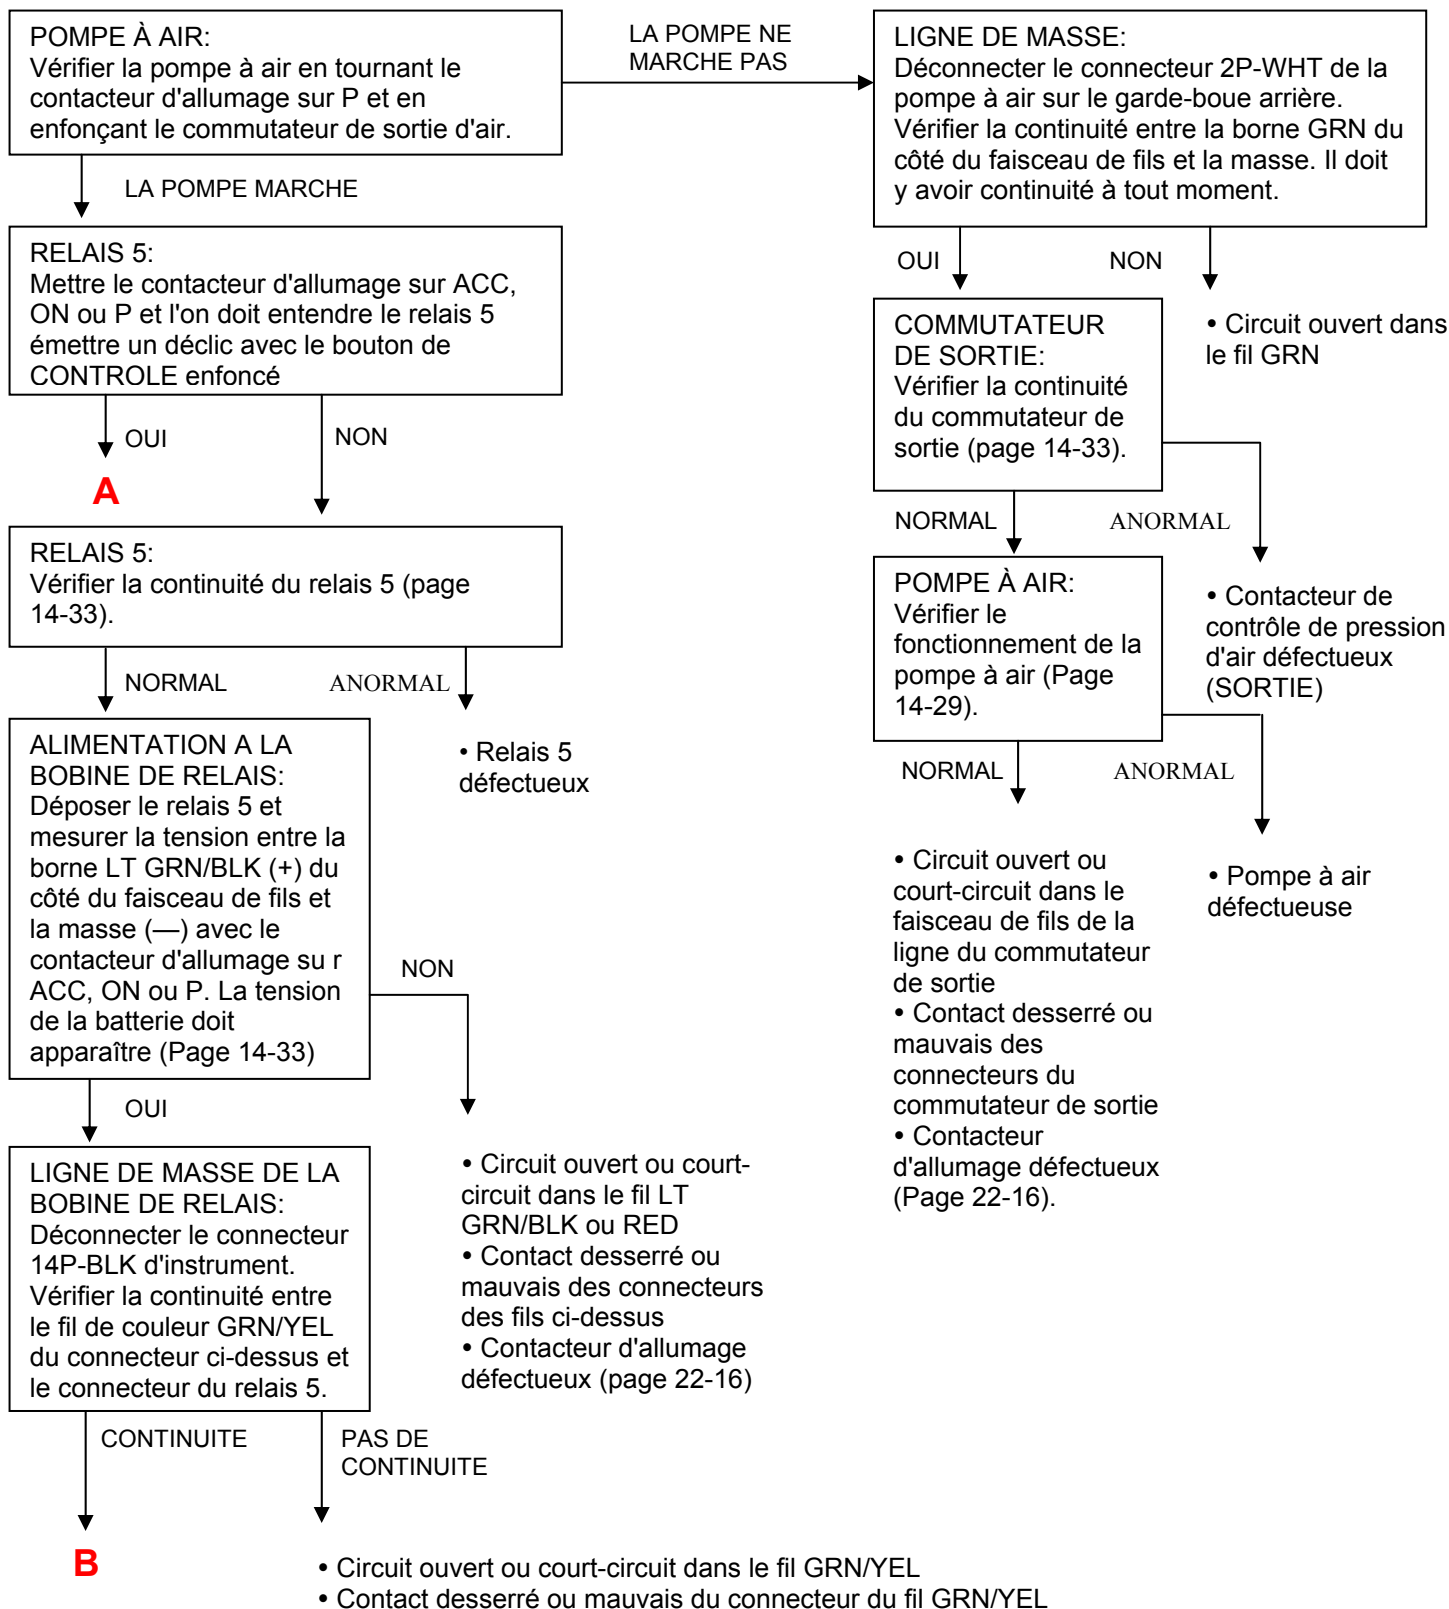 POMPE À AIR:
Vérifier la pompe à air en tournant le
contacteur d'allumage sur P et en
enfonçant le commutateur de sortie d'air.
LA POMPE NE
MARCHE PAS
LIGNE DE MASSE:
Déconnecter le connecteur 2P-WHT de la
pompe à air sur le garde-boue arrière.
Vérifier la continuité entre la borne GRN du
côté du faisceau de fils et la masse. Il doit
y avoir continuité à tout moment.
LA POMPE MARCHE
RELAIS 5:
Mettre le contacteur d'allumage sur ACC,
ON ou P et l'on doit entendre le relais 5
émettre un déclic avec le bouton de
CONTROLE enfoncé
OUI
NON
A
RELAIS 5:
Vérifier la continuité du relais 5 (page
14-33).
NORMAL
ANORMAL
• Relais 5
défectueux
ALIMENTATION A LA
BOBINE DE RELAIS:
Déposer le relais 5 et
mesurer la tension entre la
borne LT GRN/BLK (+) du
côté du faisceau de fils et
la masse (—) avec le
contacteur d'allumage su r
ACC, ON ou P. La tension
de la batterie doit
apparaître (Page 14-33)
NON
OUI
• Circuit ouvert ou court-
circuit dans le fil LT
GRN/BLK ou RED
• Contact desserré ou
mauvais des connecteurs
des fils ci-dessus
• Contacteur d'allumage
défectueux (page 22-16)
LIGNE DE MASSE DE LA
BOBINE DE RELAIS:
Déconnecter le connecteur
14P-BLK d'instrument.
Vérifier la continuité entre
le fil de couleur GRN/YEL
du connecteur ci-dessus et
le connecteur du relais 5.
CONTINUITE
PAS DE
CONTINUITE
B
• Circuit ouvert ou court-circuit dans le fil GRN/YEL
• Contact desserré ou mauvais du connecteur du fil GRN/YEL
OUI
NON
• Circuit ouvert dans
le fil GRN
COMMUTATEUR
DE SORTIE:
Vérifier la continuité
du commutateur de
sortie (page 14-33).
NORMAL
ANORMAL
• Contacteur de
contrôle de pression
d'air défectueux
(SORTIE)
POMPE À AIR:
Vérifier le
fonctionnement de la
pompe à air (Page
14-29).
NORMAL
ANORMAL
• Circuit ouvert ou
court-circuit dans le
faisceau de fils de la
ligne du commutateur
de sortie
• Contact desserré ou
mauvais des
connecteurs du
commutateur de sortie
• Contacteur
d'allumage défectueux
(Page 22-16).
• Pompe à air
défectueuse